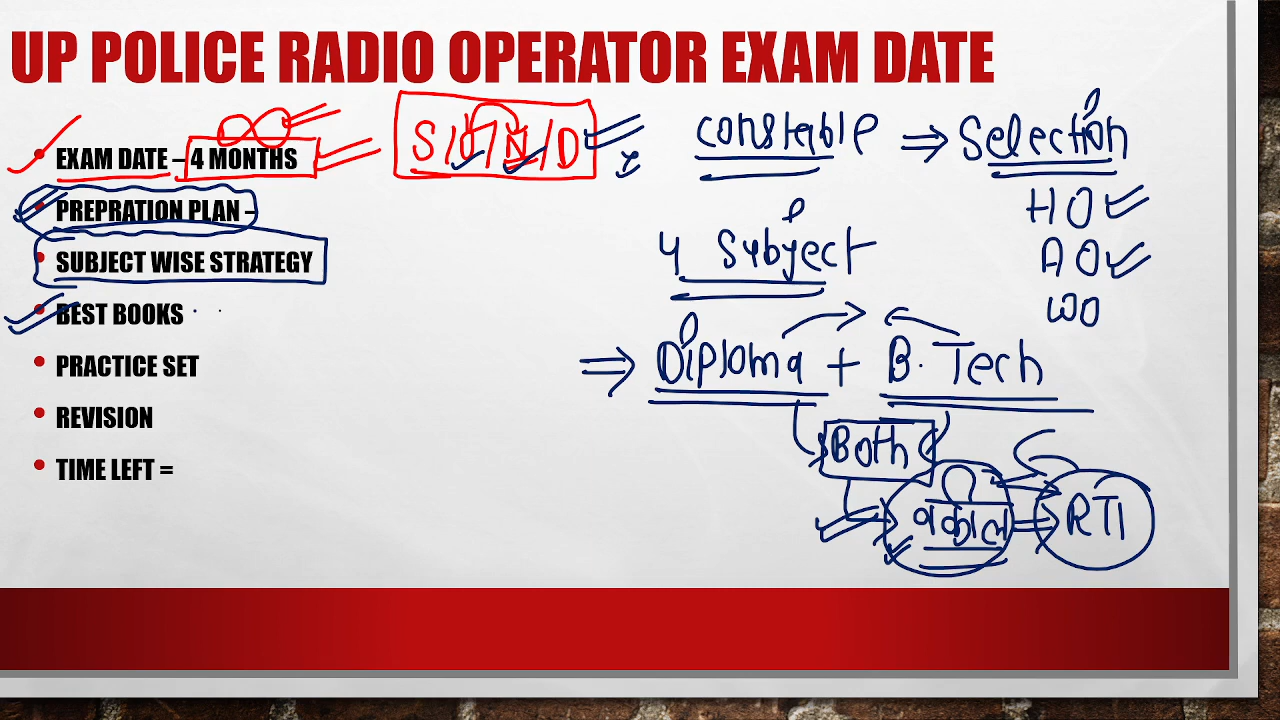 UP POLICE RADIO OPERATOR EXAM DATE
• EXAM DATE – 4 MONTHS
S/O/N/D
constable ⇒ Selection
• PREPRATION PLAN –
HO
• SUBJECT WISE STRATEGY
4 Subject
AO
• BEST BOOKS
WO
• PRACTICE SET
⇒ Diploma + B.Tech
• REVISION
Both
• TIME LEFT =
वकील ⇒ RTI